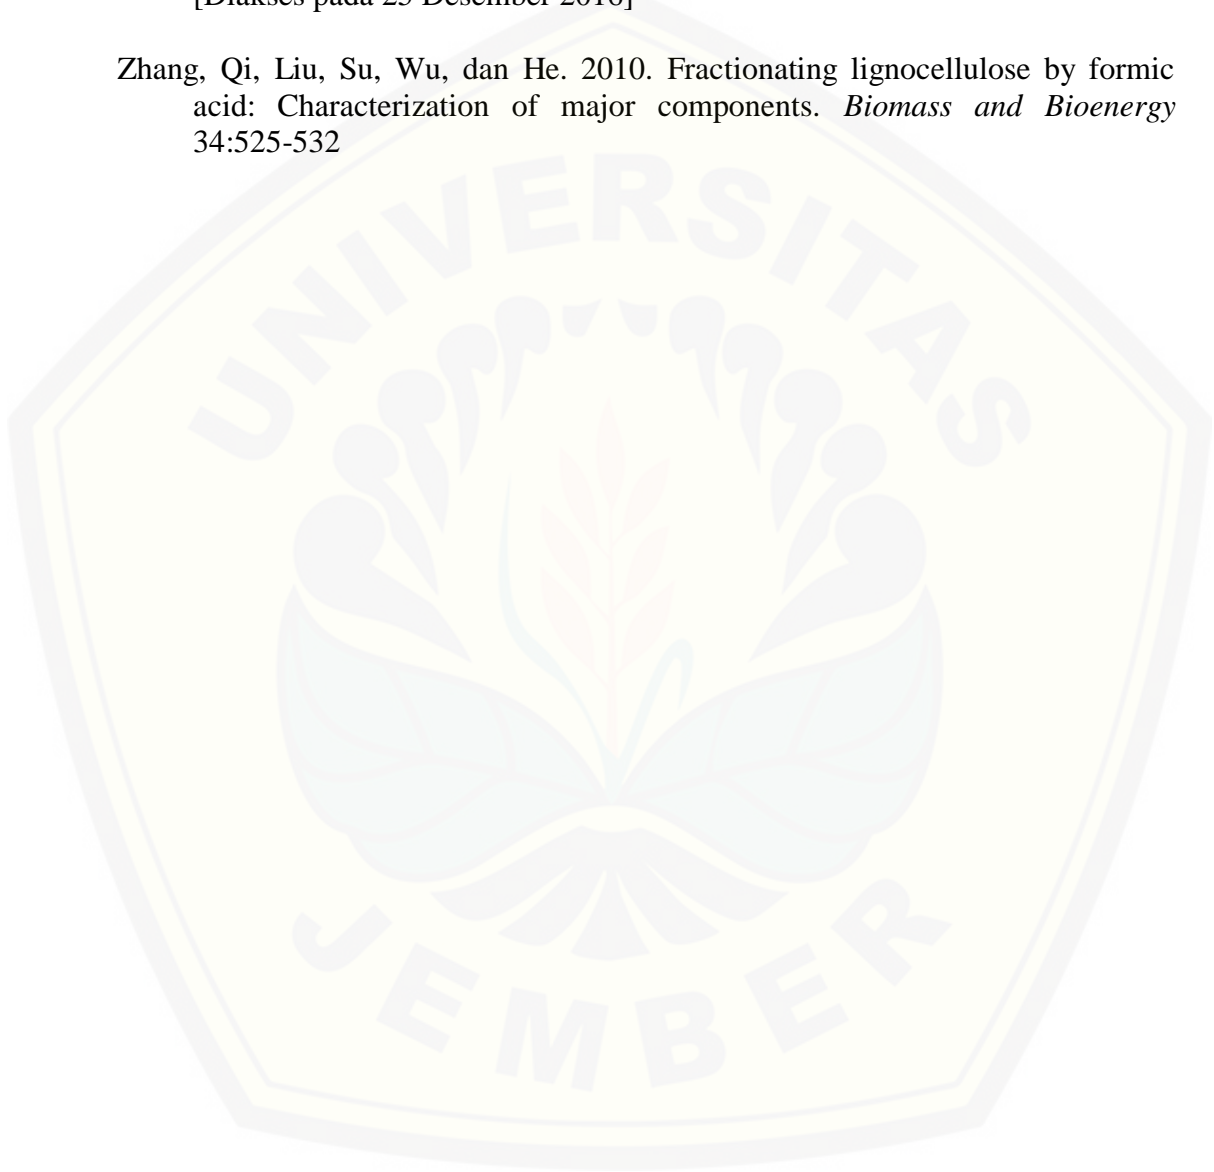 [Diakses pada 25 Desember 2016]
Zhang, Qi, Liu, Su, Wu, dan He. 2010. Fractionating lignocellulose by formic
acid: Characterization of major components. Biomass and Bioenergy
34:525-532
UNIVERSITAS
JEMBER